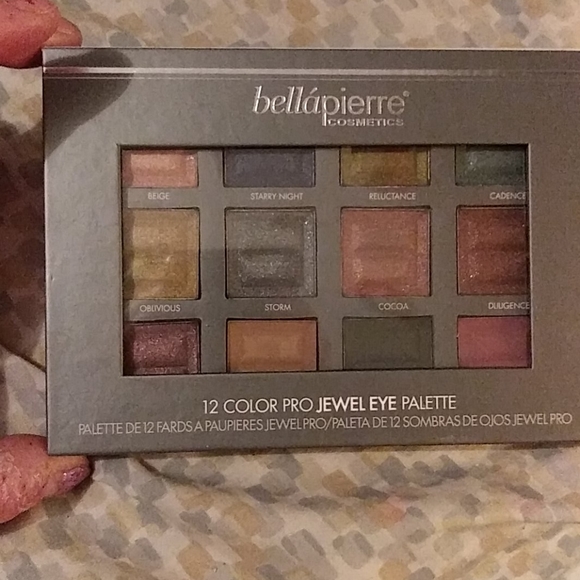 bellápierre®
COSMETICS
BEIGE STARRY NIGHT RELUCTANCE CADENCE
OBLIVIOUS STORM COCOA DILIGENCE
12 COLOR PRO JEWEL EYE PALETTE
PALETTE DE 12 FARDS A PAUPIERES JEWEL PRO/PALETA DE 12 SOMBRAS DE OJOS JEWEL PRO